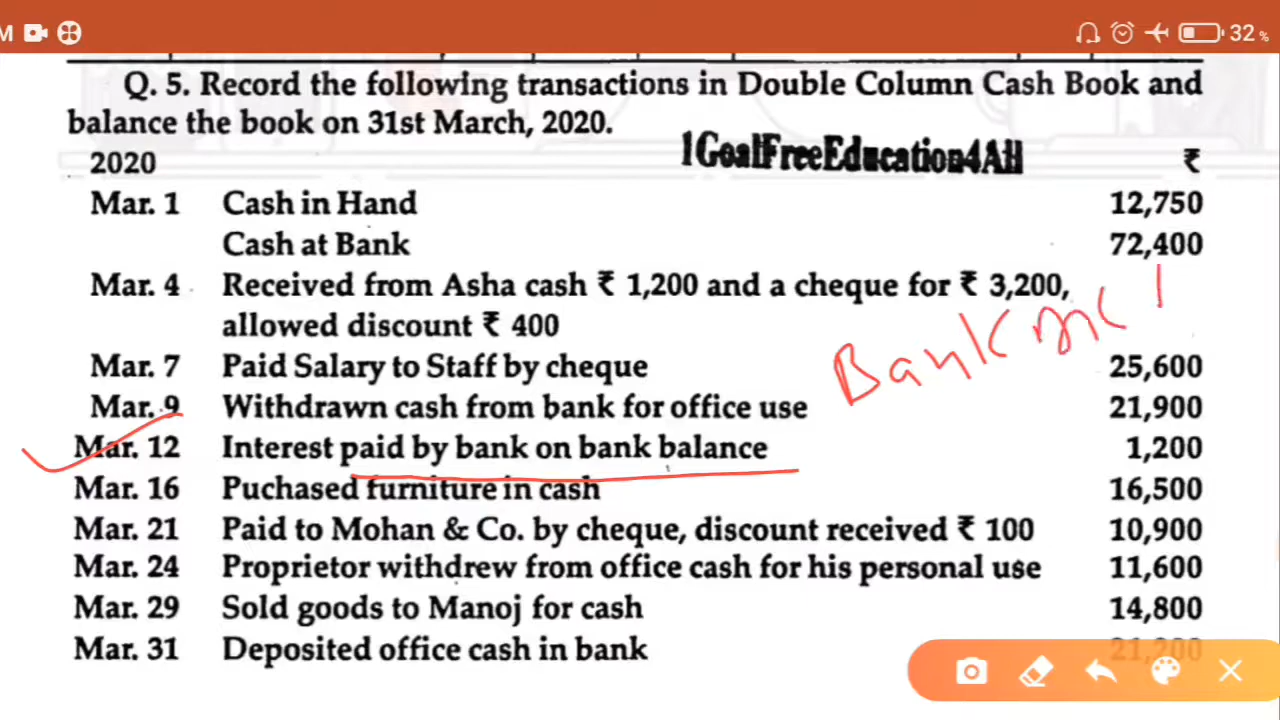 M 32%
Q. 5. Record the following transactions in Double Column Cash Book and
balance the book on 31st March, 2020.
1GoalFreeEducation4All
2020 ₹
Mar. 1 Cash in Hand 12,750
Cash at Bank 72,400
Mar. 4 Received from Asha cash ₹ 1,200 and a cheque for ₹ 3,200,
allowed discount ₹ 400
Bank
Mar. 7 Paid Salary to Staff by cheque 25,600
Mar. 9 Withdrawn cash from bank for office use 21,900
Mar. 12 Interest paid by bank on bank balance 1,200
Mar. 16 Puchased furniture in cash 16,500
Mar. 21 Paid to Mohan & Co. by cheque, discount received ₹ 100 10,900
Mar. 24 Proprietor withdrew from office cash for his personal use 11,600
Mar. 29 Sold goods to Manoj for cash 14,800
Mar. 31 Deposited office cash in bank 21,200